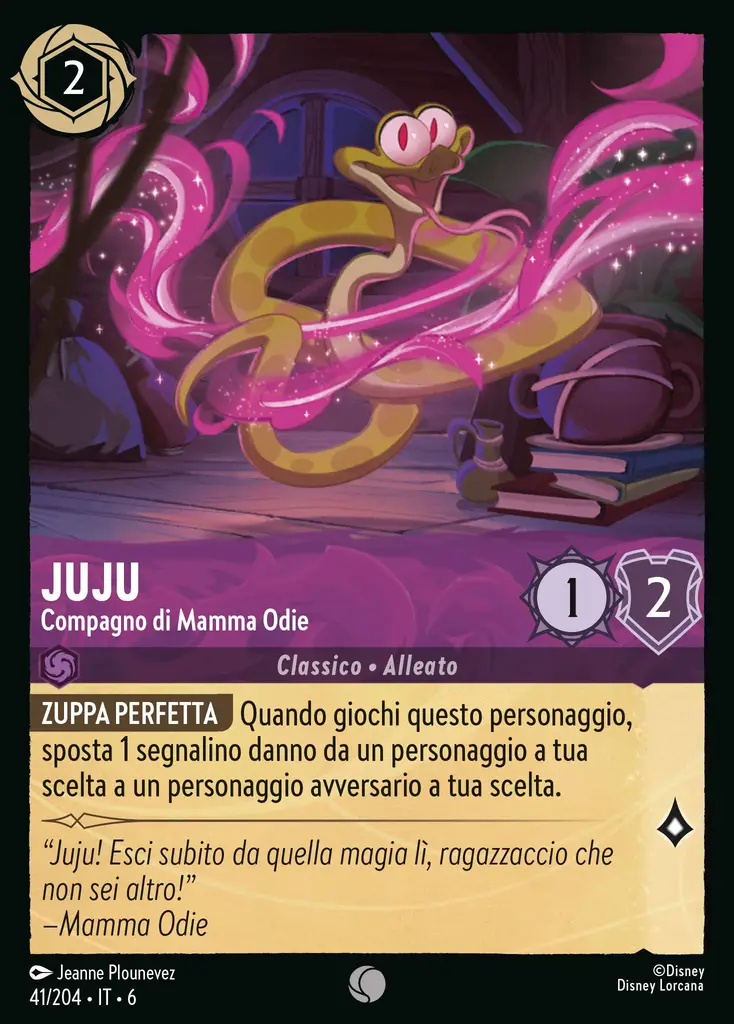 2
JUJU
Compagno di Mamma Odie
1
2
Classico • Alleato
ZUPPA PERFETTA Quando giochi questo personaggio,
sposta 1 segnalino danno da un personaggio a tua
scelta a un personaggio avversario a tua scelta.
“Juju! Esci subito da quella magia lì, ragazzaccio che
non sei altro!”
–Mamma Odie
Jeanne Plounevez
41/204 • IT • 6
©Disney
Disney Lorcana